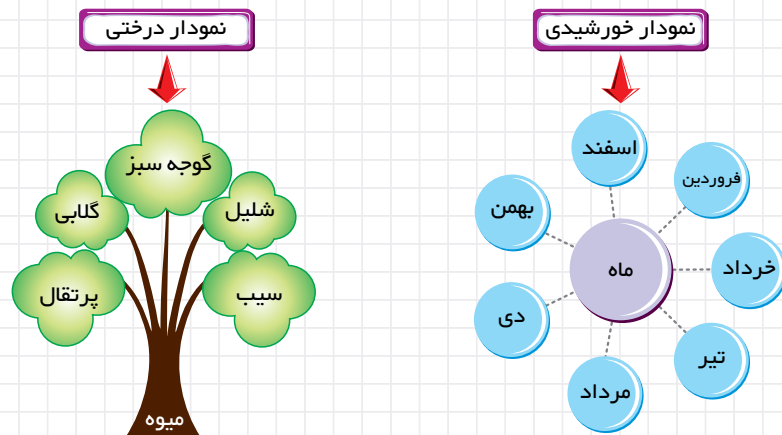 نمودار خورشیدی
اسفند
فروردین
بهمن
ماه
خرداد
دی
تیر
مرداد
نمودار درختی
گوجه سبز
شلیل
گلابی
سیب
پرتقال
میوه